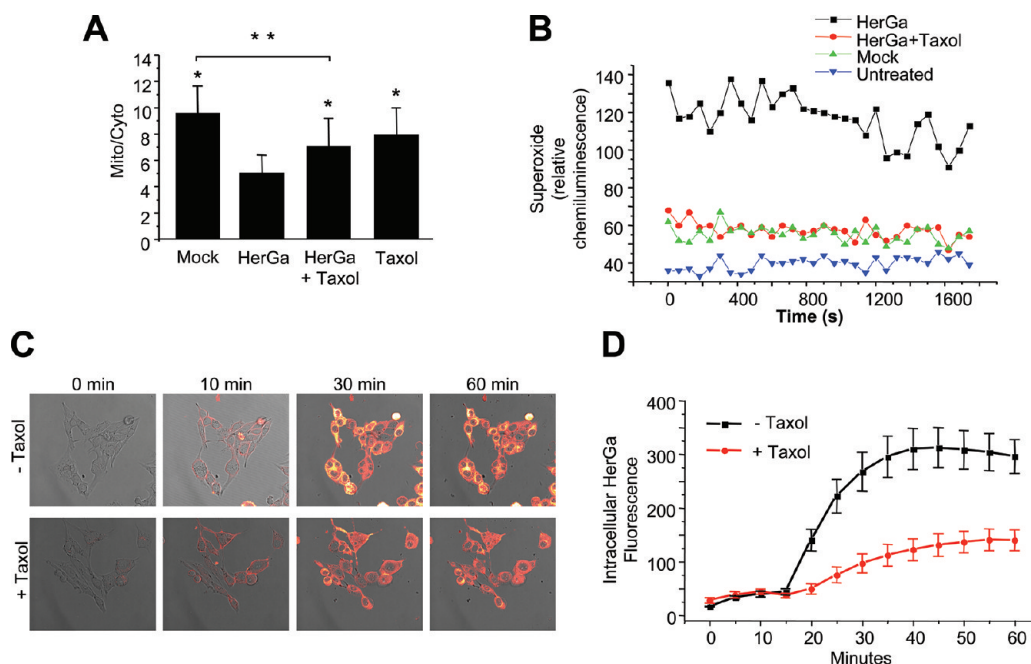 A
* *
*
*
*
Mito/Cyto
14
12
10
8
6
4
2
0
Mock
HerGa
HerGa
+ Taxol
Taxol
B
HerGa
HerGa+Taxol
Mock
Untreated
Superoxide
(relative
chemiluminescence)
140
120
100
80
60
40
0
400
800
1200
1600
Time (s)
C
0 min
10 min
30 min
60 min
- Taxol
+ Taxol
D
- Taxol
+ Taxol
Intracellular HerGa
Fluorescence
400
300
200
100
0
0
10
20
30
40
50
60
Minutes